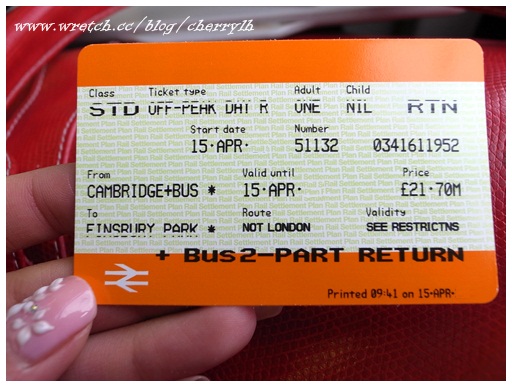 www.wretch.cc/blog/cherrylh
Class Ticket type Adult Child
STD OFF-PEAK DAY R ONE NIL RTN
Start date Number
15·APR· 51132 0341611952
From Valid until Price
CAMBRIDGE+BUS * 15·APR· £21·70M
To Route Validity
FINSBURY PARK * NOT LONDON SEE RESTRICTNS
+ Bus 2-PART RETURN
Printed 09:41 on 15·APR·